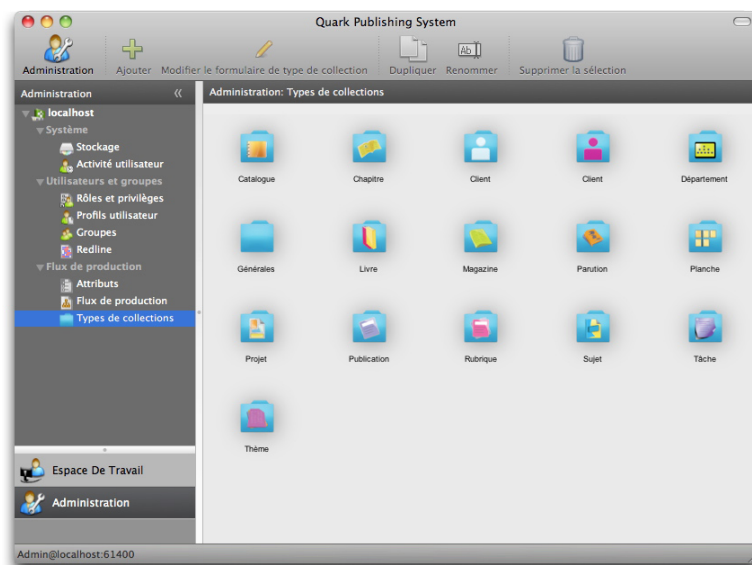 Quark Publishing System
Administration Ajouter Modifier le formulaire de type de collection Dupliquer Renommer Supprimer la sélection
Administration
Administration: Types de collections
localhost
Système
Stockage
Activité utilisateur
Utilisateurs et groupes
Rôles et privilèges
Profils utilisateur
Groupes
Redline
Flux de production
Attributs
Flux de production
Types de collections
Catalogue Chapitre Client Client Département
Générales Livre Magazine Parution Planche
Projet Publication Rubrique Sujet Tâche
Thème
Espace De Travail
Administration
Admin@localhost:61400